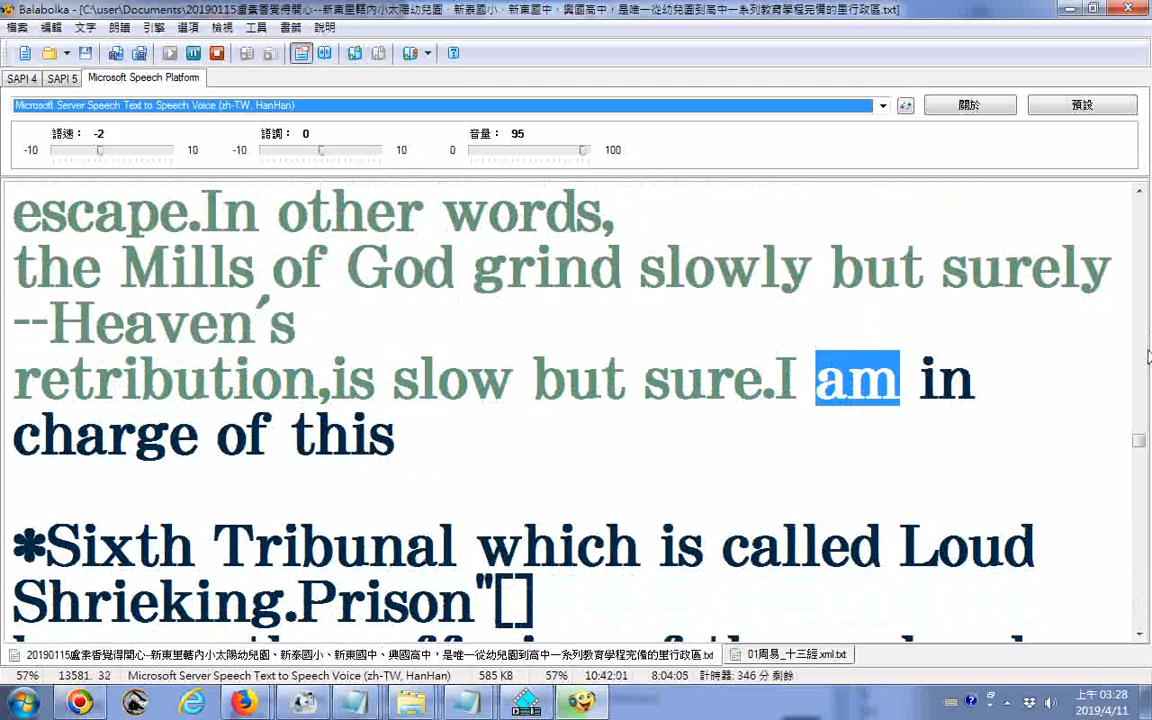 Balabolka - [C:\user\Documents\20190115盧素香覺得開心--新東里轄內小太陽幼兒園、新泰國小、新東國中、興國高中，是唯一從幼兒園到高中一系列教育學程完備的里行政區.txt]
檔案 編輯 文字 朗讀 引擎 選項 檢視 工具 書籤 說明
SAPI 4 SAPI 5 Microsoft Speech Platform
Microsoft Server Speech Text to Speech Voice (zh-TW, HanHan) 關於 預設
語速： -2 語調： 0 音量： 95
-10 10 -10 10 0 100
escape.In other words,
the Mills of God grind slowly but surely
--Heaven's
retribution,is slow but sure.I am in
charge of this
*Sixth Tribunal which is called Loud
Shrieking.Prison"[]
20190115盧素香覺得開心--新東里轄內小太陽幼兒園、新泰國小、新東國中、興國高中，是唯一從幼兒園到高中一系列教育學程完備的里行政區.txt 01周易_十三經.xml.txt
57% 13581. 32 Microsoft Server Speech Text to Speech Voice (zh-TW, HanHan) 585 KB 57% 10:42:01 8:04:05 計時器: 346 分 剩餘
上午 03:28
2019/4/11